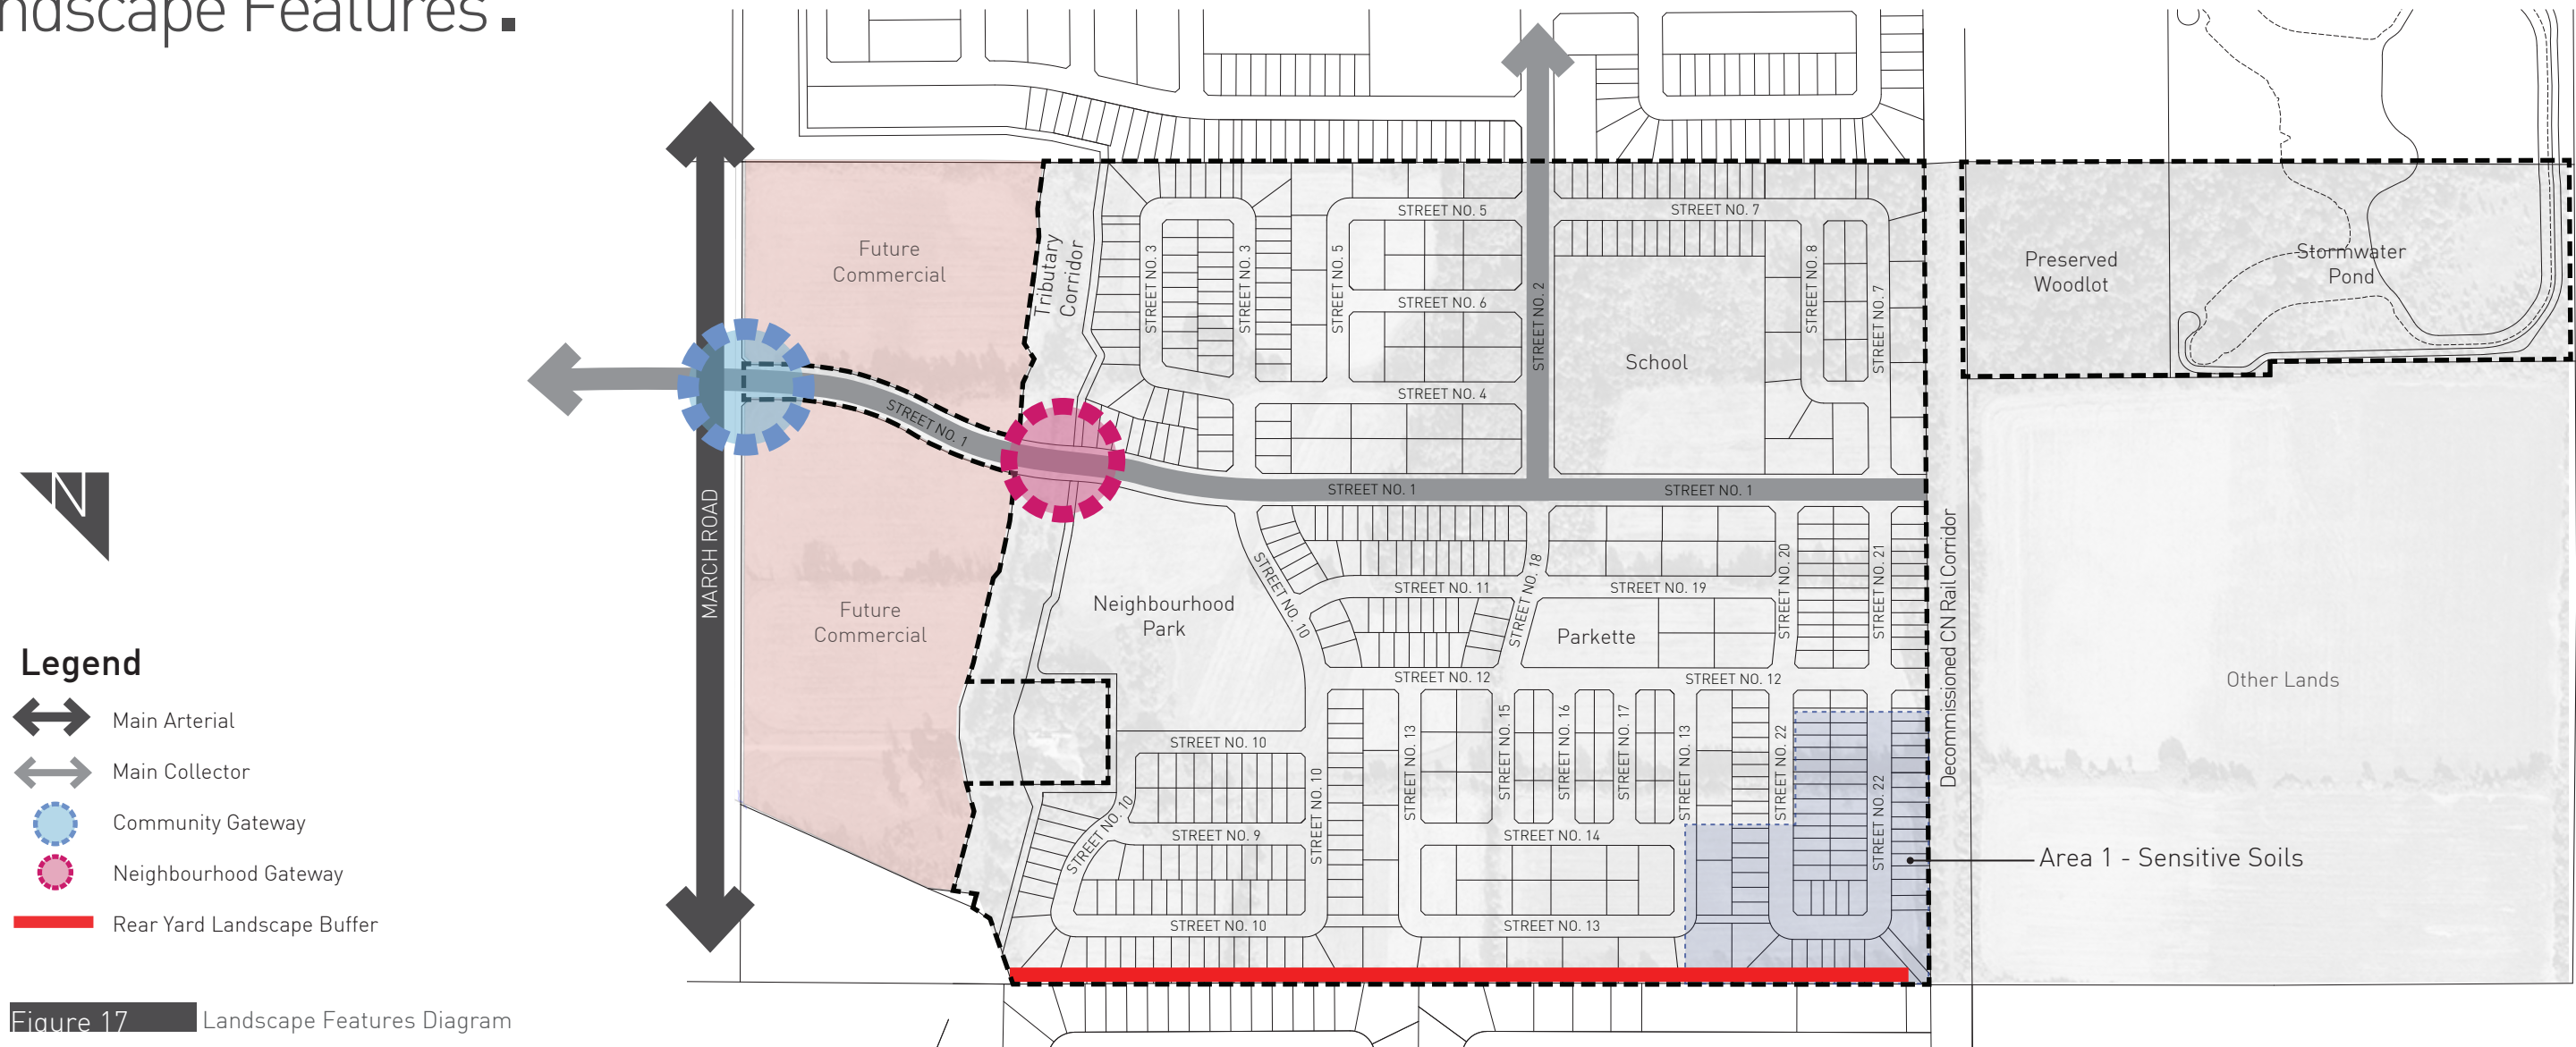 ndscape Features.
Future
Commercial
Tributary
Corridor
STREET NO. 3
STREET NO. 3
STREET NO. 5
STREET NO. 5
STREET NO. 6
STREET NO. 4
STREET NO. 2
STREET NO. 7
STREET NO. 8
STREET NO. 7
School
Preserved
Woodlot
Stormwater
Pond
STREET NO. 1
STREET NO. 1
STREET NO. 1
N
MARCH ROAD
Future
Commercial
Neighbourhood
Park
STREET NO. 10
STREET NO. 11
STREET NO. 18
STREET NO. 19
STREET NO. 20
STREET NO. 21
Parkette
STREET NO. 12
STREET NO. 12
Decommissioned CN Rail Corridor
Other Lands
STREET NO. 10
STREET NO. 10
STREET NO. 9
STREET NO. 10
STREET NO. 10
STREET NO. 13
STREET NO. 15
STREET NO. 16
STREET NO. 17
STREET NO. 13
STREET NO. 22
STREET NO. 22
STREET NO. 14
STREET NO. 13
Area 1 - Sensitive Soils
Legend
Main Arterial
Main Collector
Community Gateway
Neighbourhood Gateway
Rear Yard Landscape Buffer
Figure 17 Landscape Features Diagram